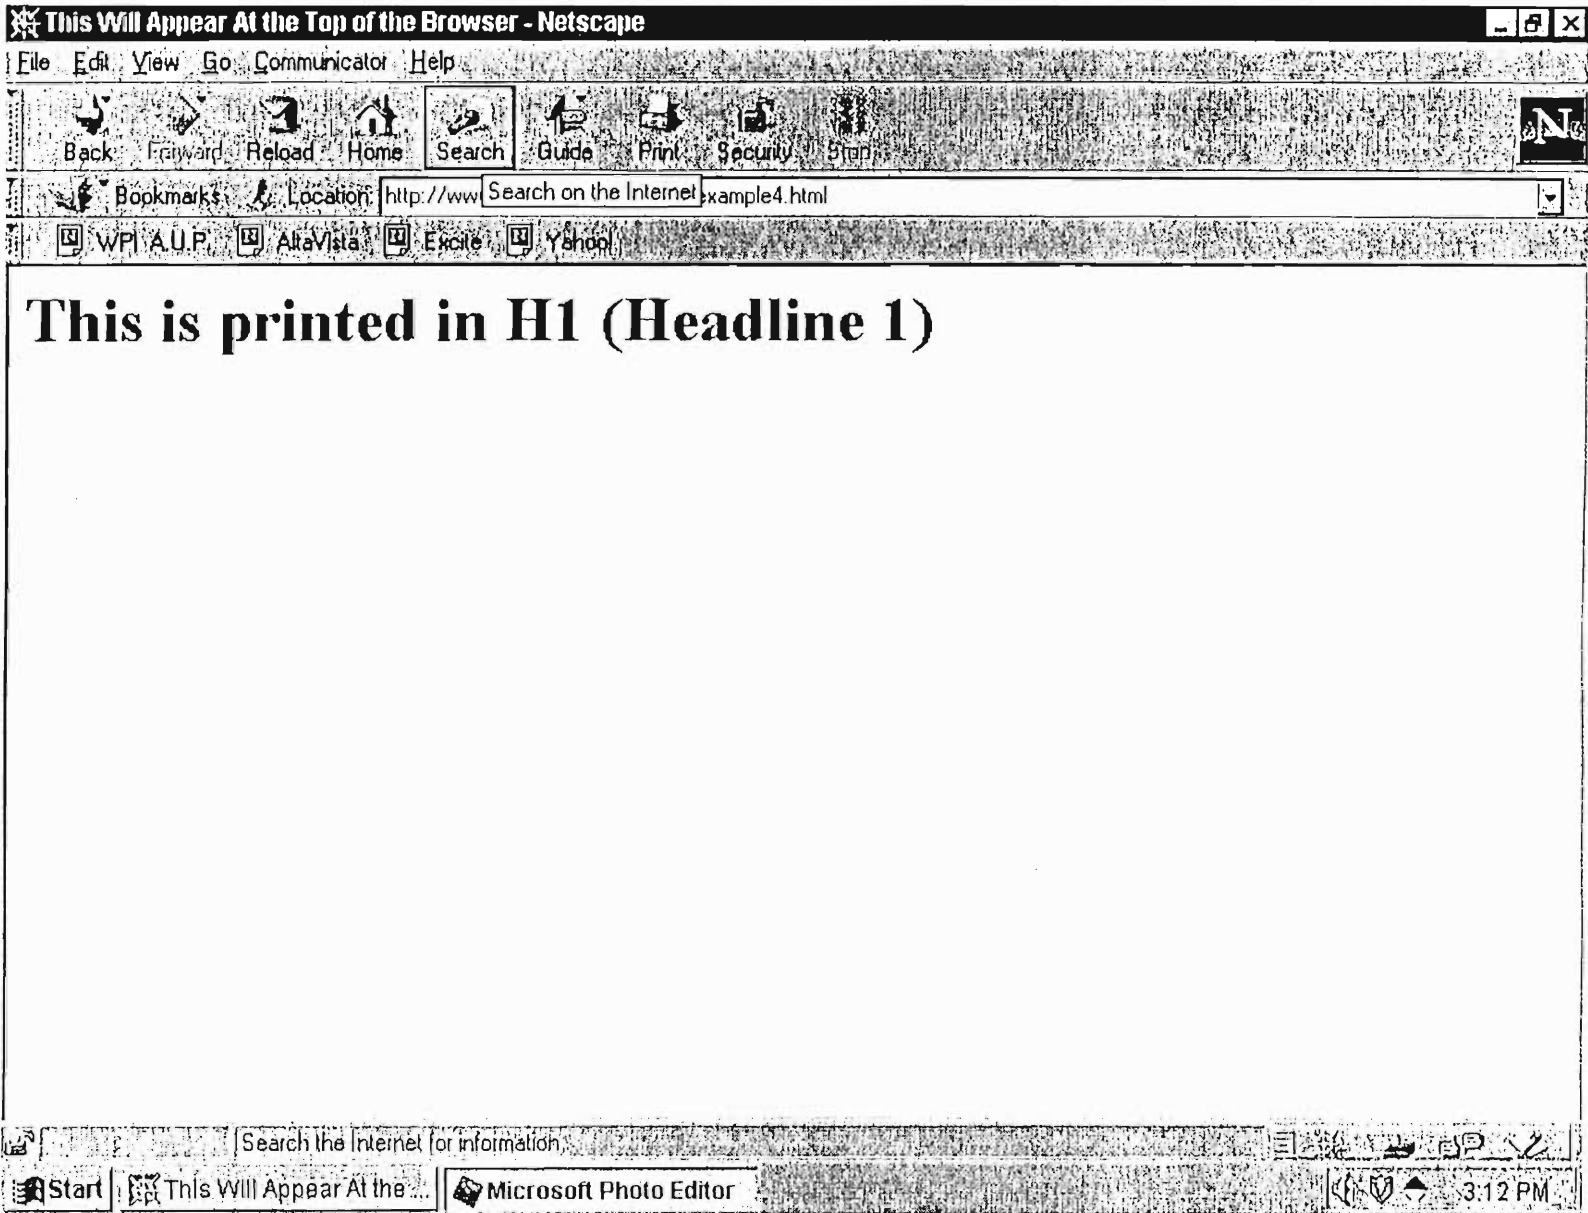 This Will Appear At the Top of the Browser - Netscape
File Edit View Go Communicator Help
Back Forward Reload Home Search Guide Print Security Stop
N
Bookmarks Location: http://www Search on the Internet example4.html
WPI A.U.P. AltaVista Excite Yahoo!
This is printed in H1 (Headline 1)
Search the Internet for information
Start This Will Appear At the ... Microsoft Photo Editor 3:12 PM